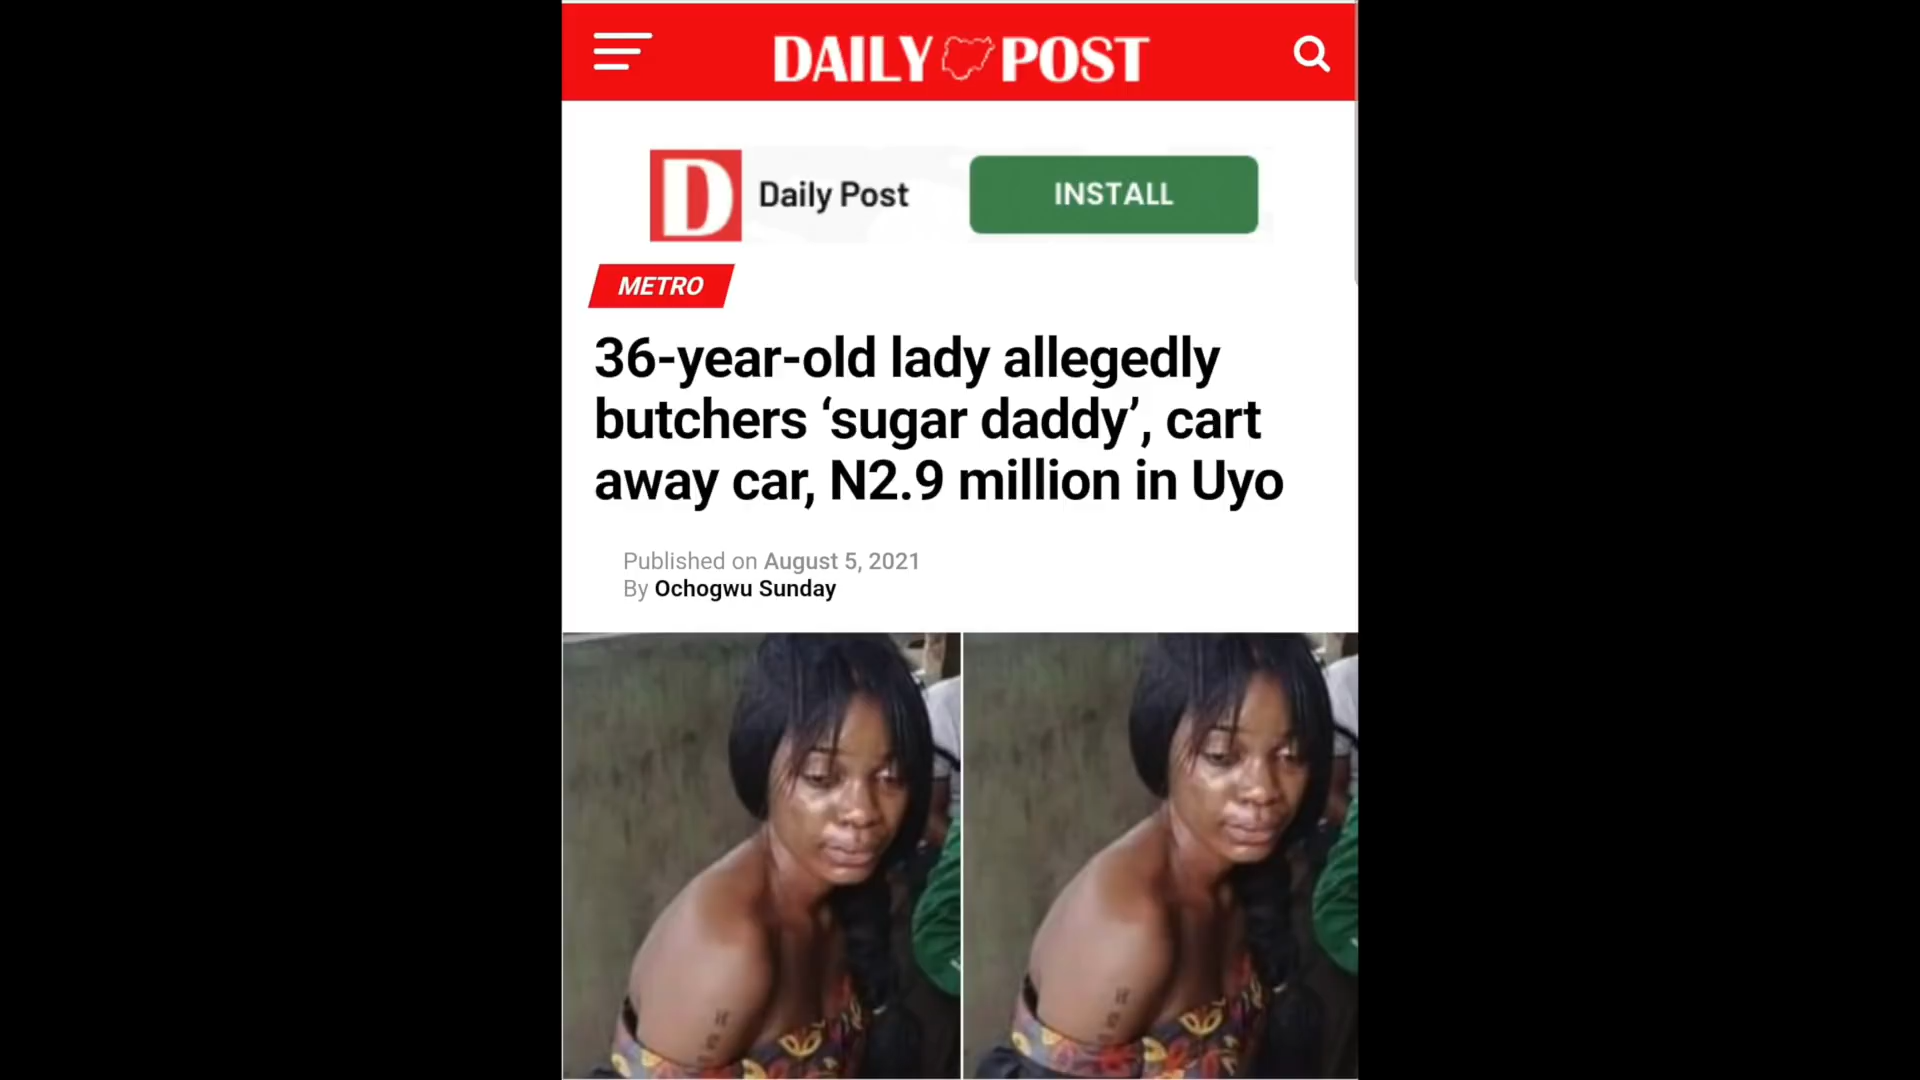 DAILY POST
D Daily Post INSTALL
METRO
36-year-old lady allegedly
butchers ‘sugar daddy’, cart
away car, N2.9 million in Uyo
Published on August 5, 2021
By Ochogwu Sunday